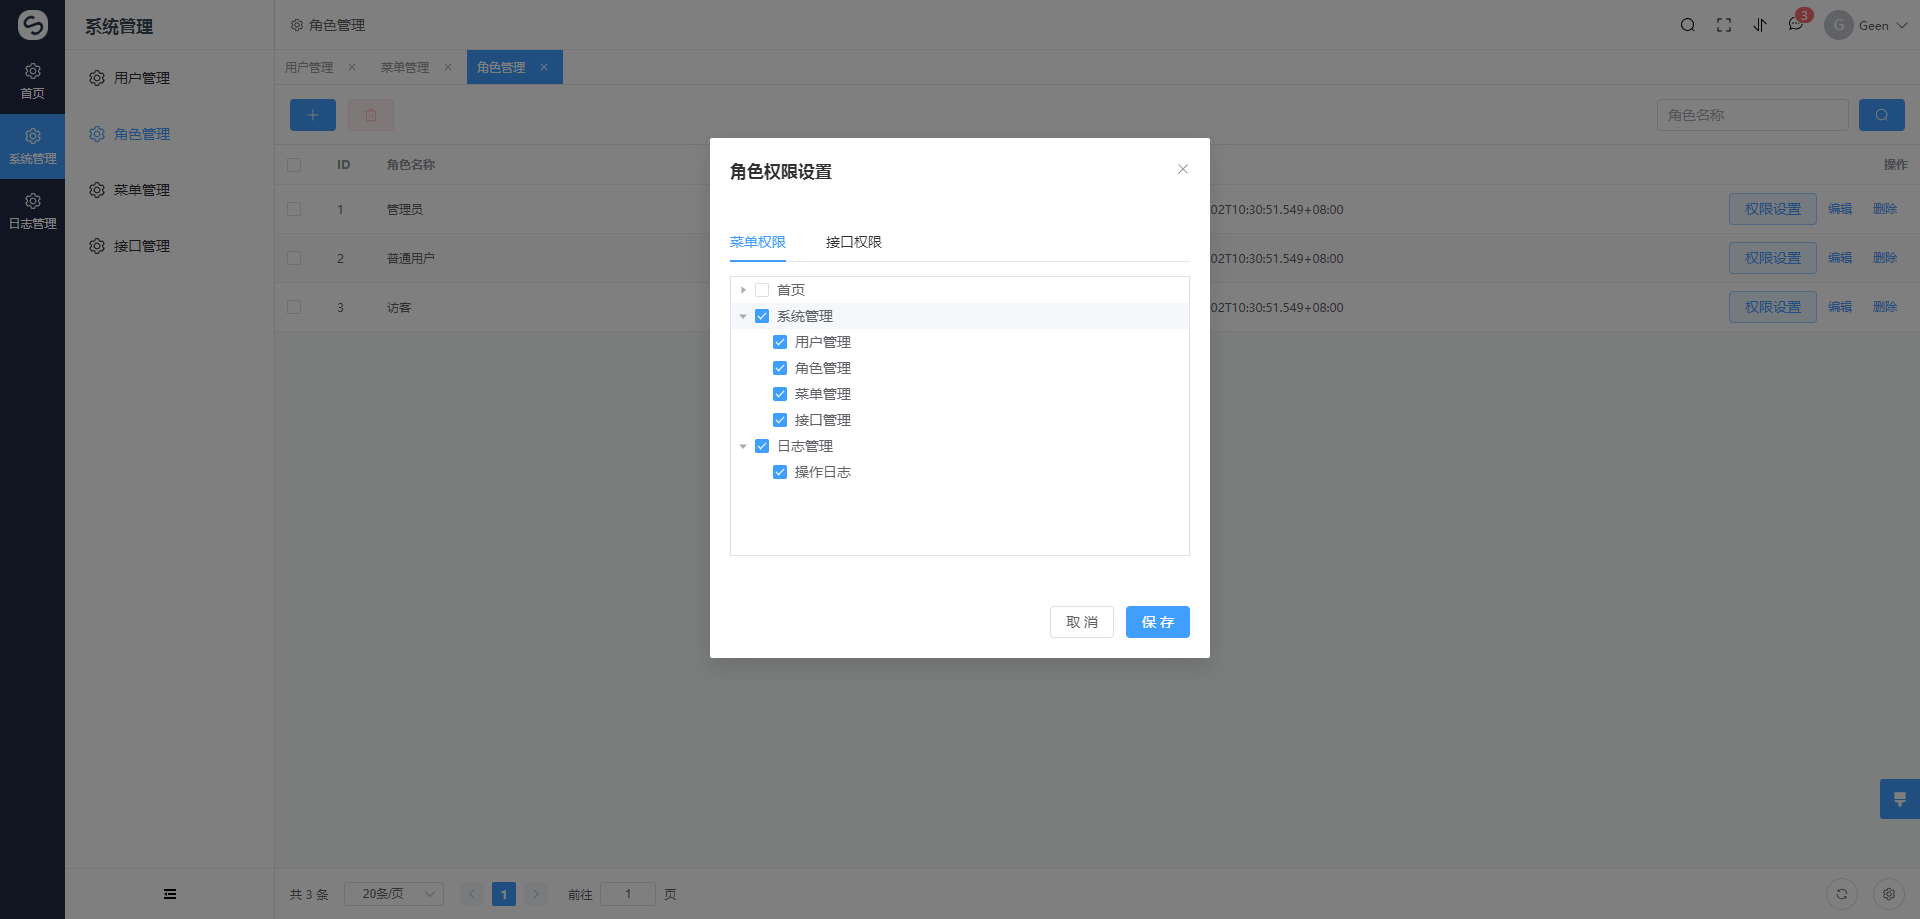 首页
系统管理
日志管理
系统管理
用户管理
角色管理
菜单管理
接口管理
角色管理
3
G
Geen
用户管理
菜单管理
角色管理
角色名称
ID 角色名称 操作
1 管理员 02T10:30:51.549+08:00 权限设置 编辑 删除
2 普通用户 02T10:30:51.549+08:00 权限设置 编辑 删除
3 访客 02T10:30:51.549+08:00 权限设置 编辑 删除
角色权限设置
菜单权限 接口权限
首页
系统管理
用户管理
角色管理
菜单管理
接口管理
日志管理
操作日志
取 消 保 存
共 3 条 20条/页 1 前往 1 页